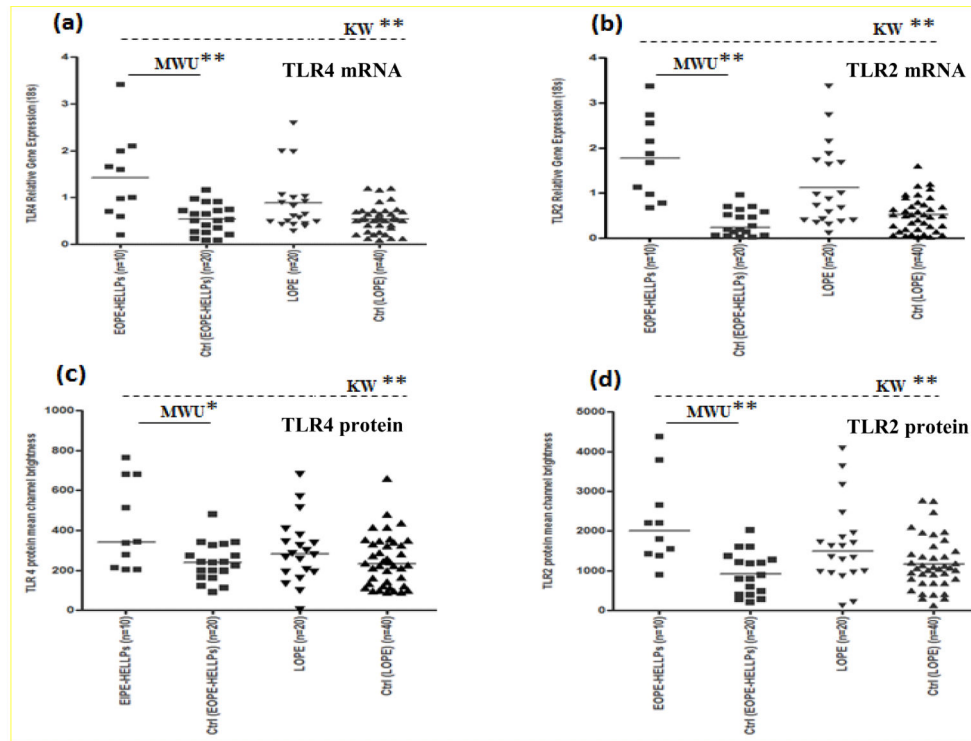 (a)
KW **
MWU**
TLR4 mRNA
TLR4 Relative Gene Expression (18s)
4
3
2
1
0
EOPE-HELLPs (n=10)
Ctrl (EOPE-HELLPs) (n=20)
LOPE (n=20)
Ctrl (LOPE) (n=40)
(b)
KW **
MWU**
TLR2 mRNA
TLR2 Relative Gene Expression (18s)
4
3
2
1
0
EOPE-HELLPs (n=10)
Ctrl (EOPE-HELLPs) (n=20)
LOPE (n=20)
Ctrl (LOPE) (n=40)
(c)
KW **
MWU*
TLR4 protein
TLR 4 protein mean channel brightness
1000
800
600
400
200
0
EIPE-HELLPs (n=10)
Ctrl (EOPE-HELLPs) (n=20)
LOPE (n=20)
Ctrl (LOPE) (n=40)
(d)
KW **
MWU**
TLR2 protein
TLR2 protein mean channel brightness
5000
4000
3000
2000
1000
0
EOPE-HELLPs (n=10)
Ctrl (EOPE-HELLPs) (n=20)
LOPE (n=20)
Ctrl (LOPE) (n=40)